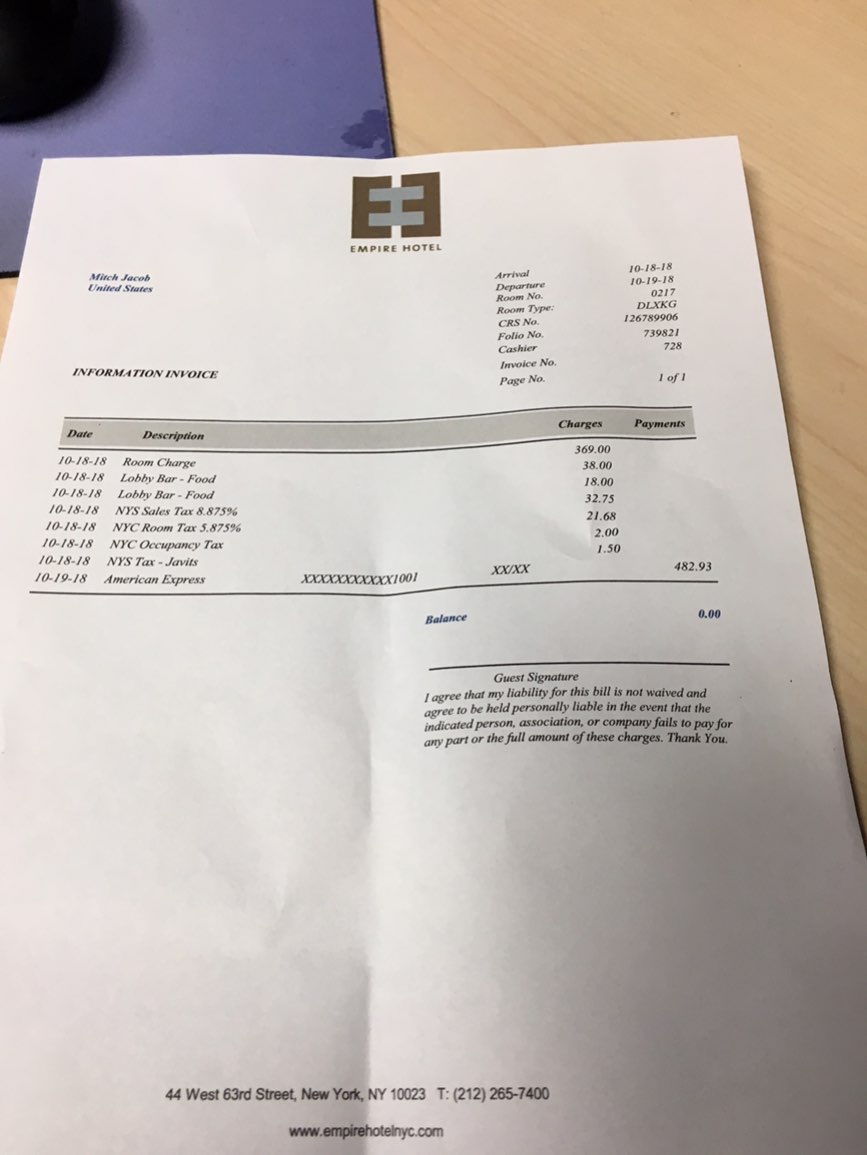 EMPIRE HOTEL
Mitch Jacob
United States
Arrival 10-18-18
Departure 10-19-18
Room No. 0217
Room Type: DLXKG
CRS No. 126789906
Folio No. 739821
Cashier 728
Invoice No.
Page No. 1 of 1
INFORMATION INVOICE
Date Description Charges Payments
10-18-18 Room Charge 369.00
10-18-18 Lobby Bar - Food 38.00
10-18-18 Lobby Bar - Food 18.00
10-18-18 NYS Sales Tax 8.875% 32.75
10-18-18 NYC Room Tax 5.875% 21.68
10-18-18 NYC Occupancy Tax 2.00
10-18-18 NYS Tax - Javits 1.50
10-19-18 American Express XXXXXXXXXXXX1001 XX/XX 482.93
Balance 0.00
Guest Signature
I agree that my liability for this bill is not waived and
agree to be held personally liable in the event that the
indicated person, association, or company fails to pay for
any part or the full amount of these charges. Thank You.
44 West 63rd Street, New York, NY 10023 T: (212) 265-7400
www.empirehotelnyc.com